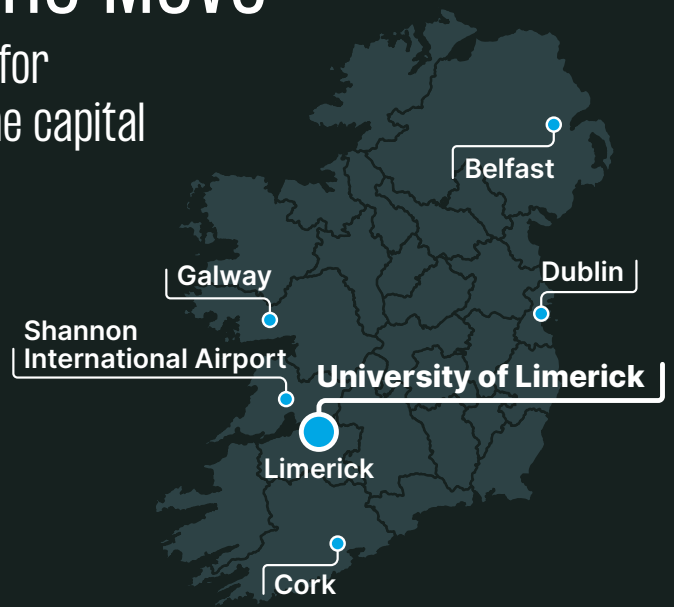 for
capital
Belfast
Galway
Dublin
Shannon
International Airport
University of Limerick
Limerick
Cork